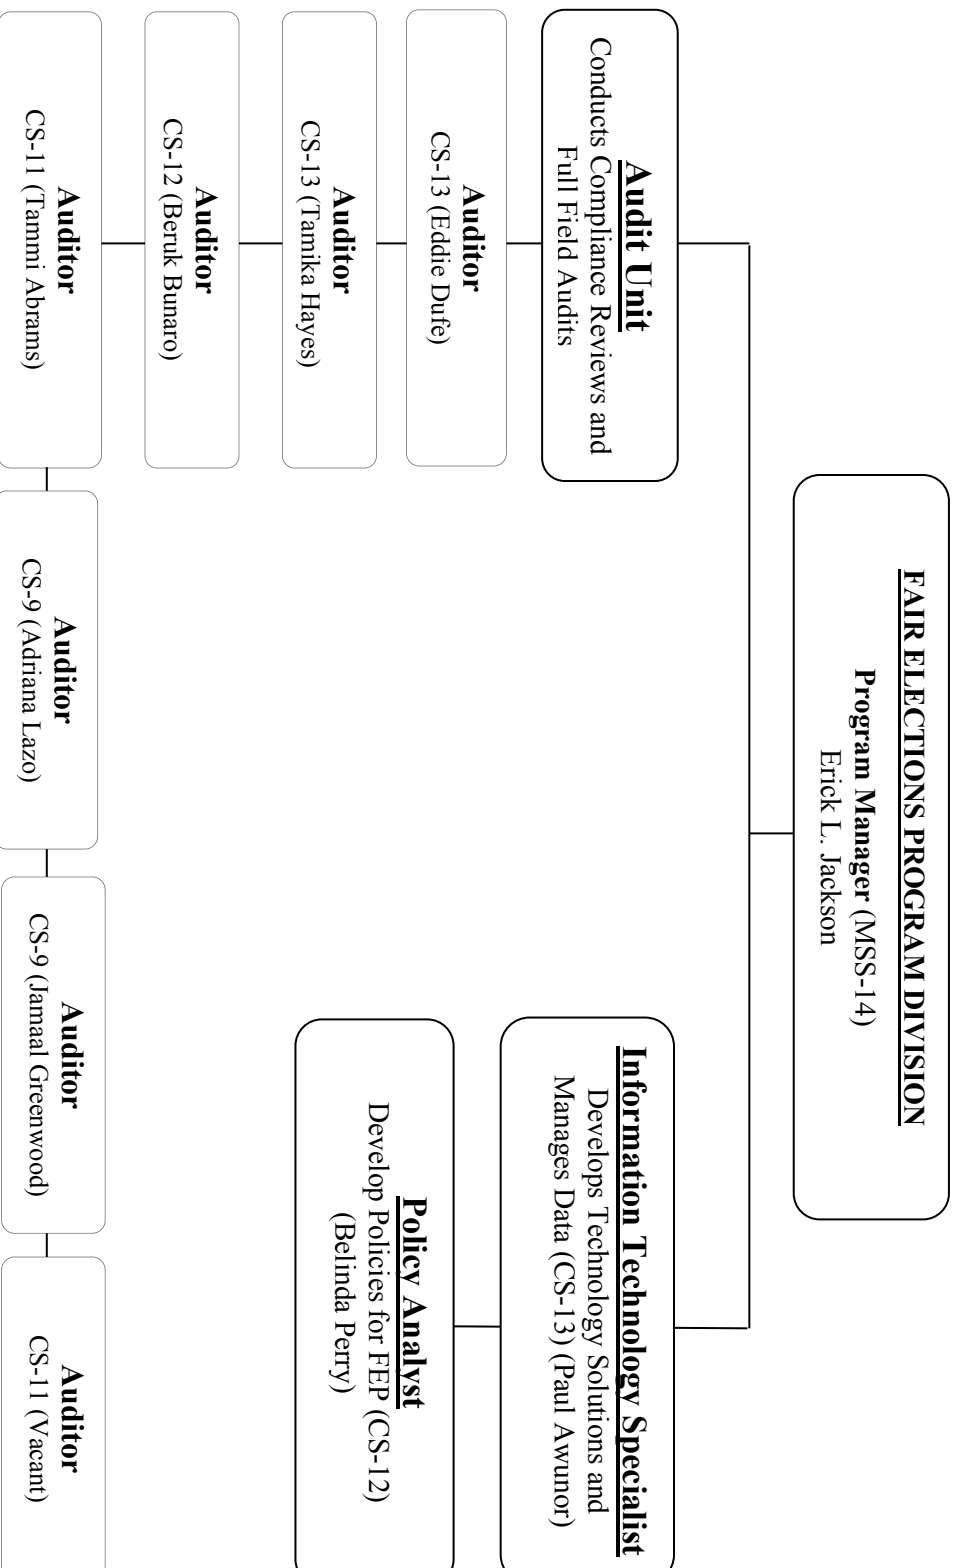 FAIR ELECTIONS PROGRAM DIVISION
Program Manager (MSS-14)
Erick L. Jackson
Audit Unit
Conducts Compliance Reviews and
Full Field Audits
Information Technology Specialist
Develops Technology Solutions and
Manages Data (CS-13) (Paul Awunor)
Auditor
CS-13 (Eddie Dufe)
Policy Analyst
Develop Policies for FEP (CS-12)
(Belinda Perry)
Auditor
CS-13 (Tamika Hayes)
Auditor
CS-12 (Beruk Bunaro)
Auditor
CS-11 (Tammi Abrams)
Auditor
CS-9 (Adriana Lazo)
Auditor
CS-9 (Jamaal Greenwood)
Auditor
CS-11 (Vacant)